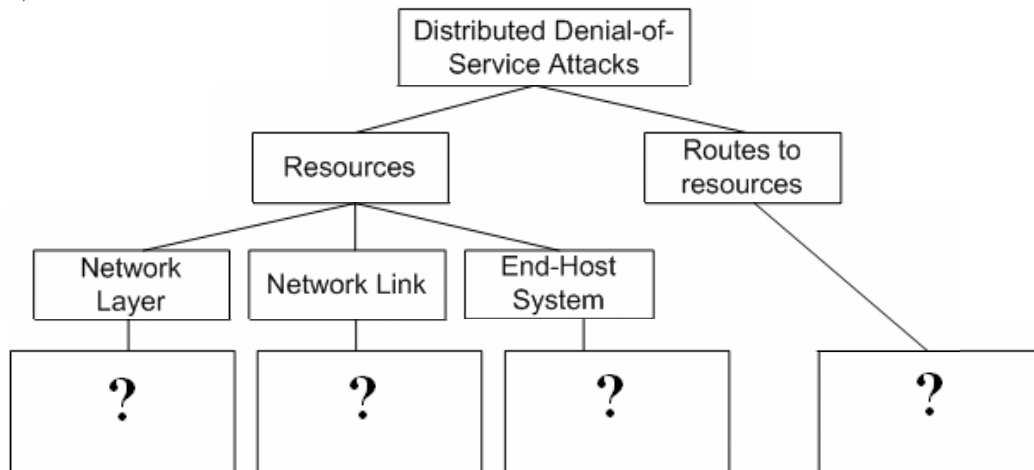 Distributed Denial-of-
Service Attacks
Resources
Routes to
resources
Network
Layer
Network Link
End-Host
System
?
?
?
?